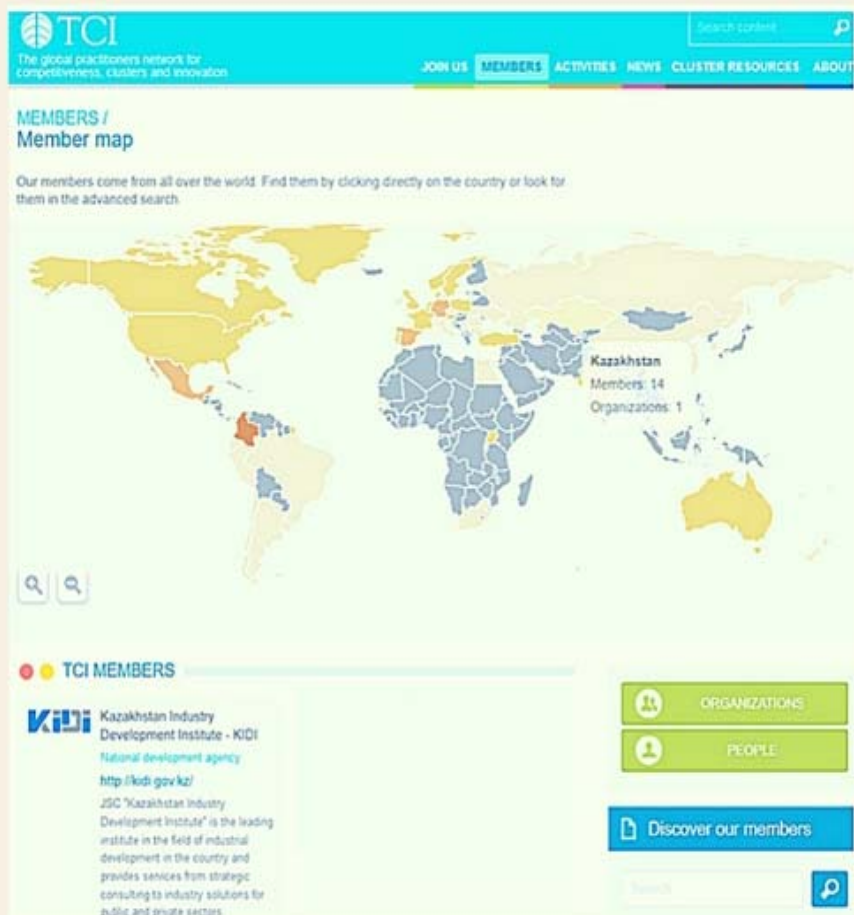 TCI
The global practitioners network for
competitiveness, clusters and innovation
Search content
JOIN US MEMBERS ACTIVITIES NEWS CLUSTER RESOURCES ABOUT
MEMBERS /
Member map
Our members come from all over the world. Find them by clicking directly on the country or look for
them in the advanced search
Kazakhstan
Members: 14
Organizations: 1
TCI MEMBERS
KiDi
Kazakhstan Industry
Development Institute - KIDI
National development agency
http://kidi.gov.kz/
JSC "Kazakhstan Industry
Development Institute" is the leading
institute in the field of industrial
development in the country and
provides services from strategic
consulting to industry solutions for
public and private sectors
ORGANIZATIONS
PEOPLE
Discover our members
Search